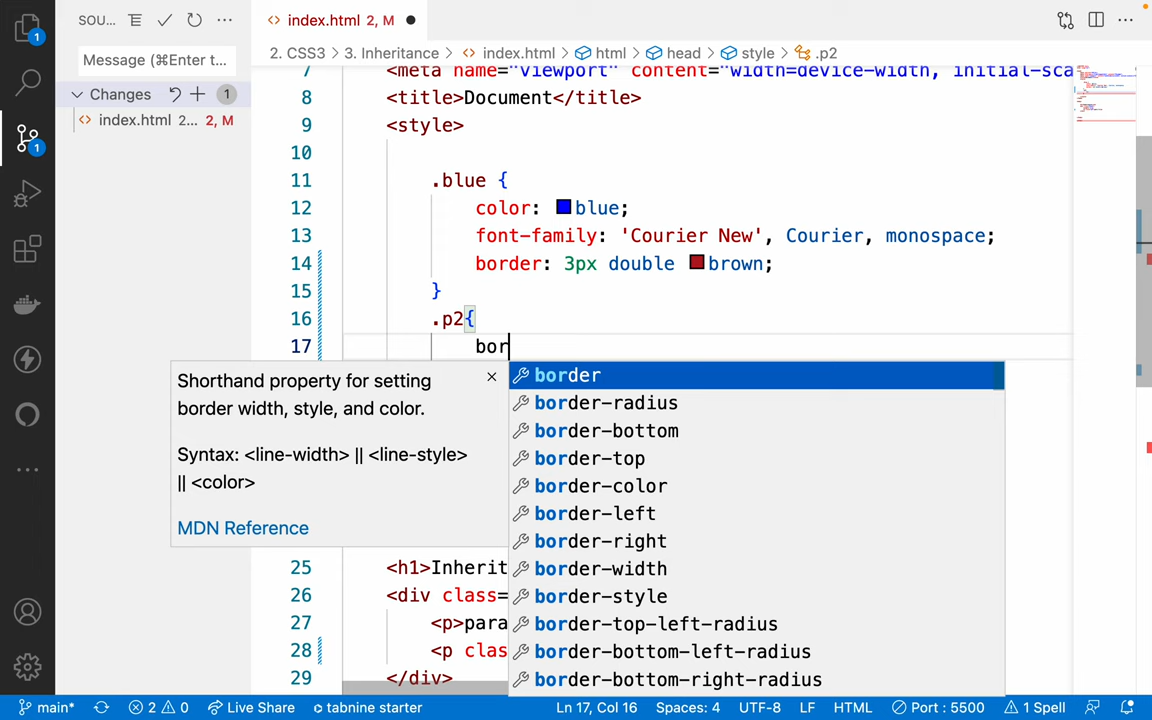 SOU...
index.html 2, M
1
Message (⌘Enter t...
2. CSS3 > 3. Inheritance > index.html > html > head > style > .p2
Changes 1
index.html 2... 2, M
1
7 <meta name="viewport" content="width=device-width, initial-sca
8 <title>Document</title>
9 <style>
10
11 .blue {
12 color: blue;
13 font-family: 'Courier New', Courier, monospace;
14 border: 3px double brown;
15 }
16 .p2{
17 bor
Shorthand property for setting
border width, style, and color.
Syntax: <line-width> || <line-style>
|| <color>
MDN Reference
border
border-radius
border-bottom
border-top
border-color
border-left
border-right
border-width
border-style
border-top-left-radius
border-bottom-left-radius
border-bottom-right-radius
25 <h1>Inherit
26 <div class=
27 <p>para
28 <p clas
29 </div>
main* 2 0 Live Share tabnine starter Ln 17, Col 16 Spaces: 4 UTF-8 LF HTML Port : 5500 1 Spell